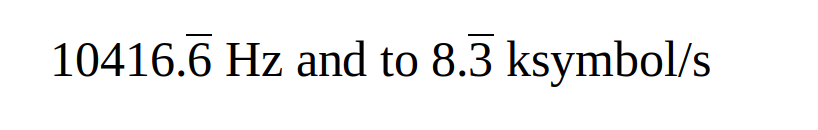 10416.6̅ Hz and to 8.3̅ ksymbol/s